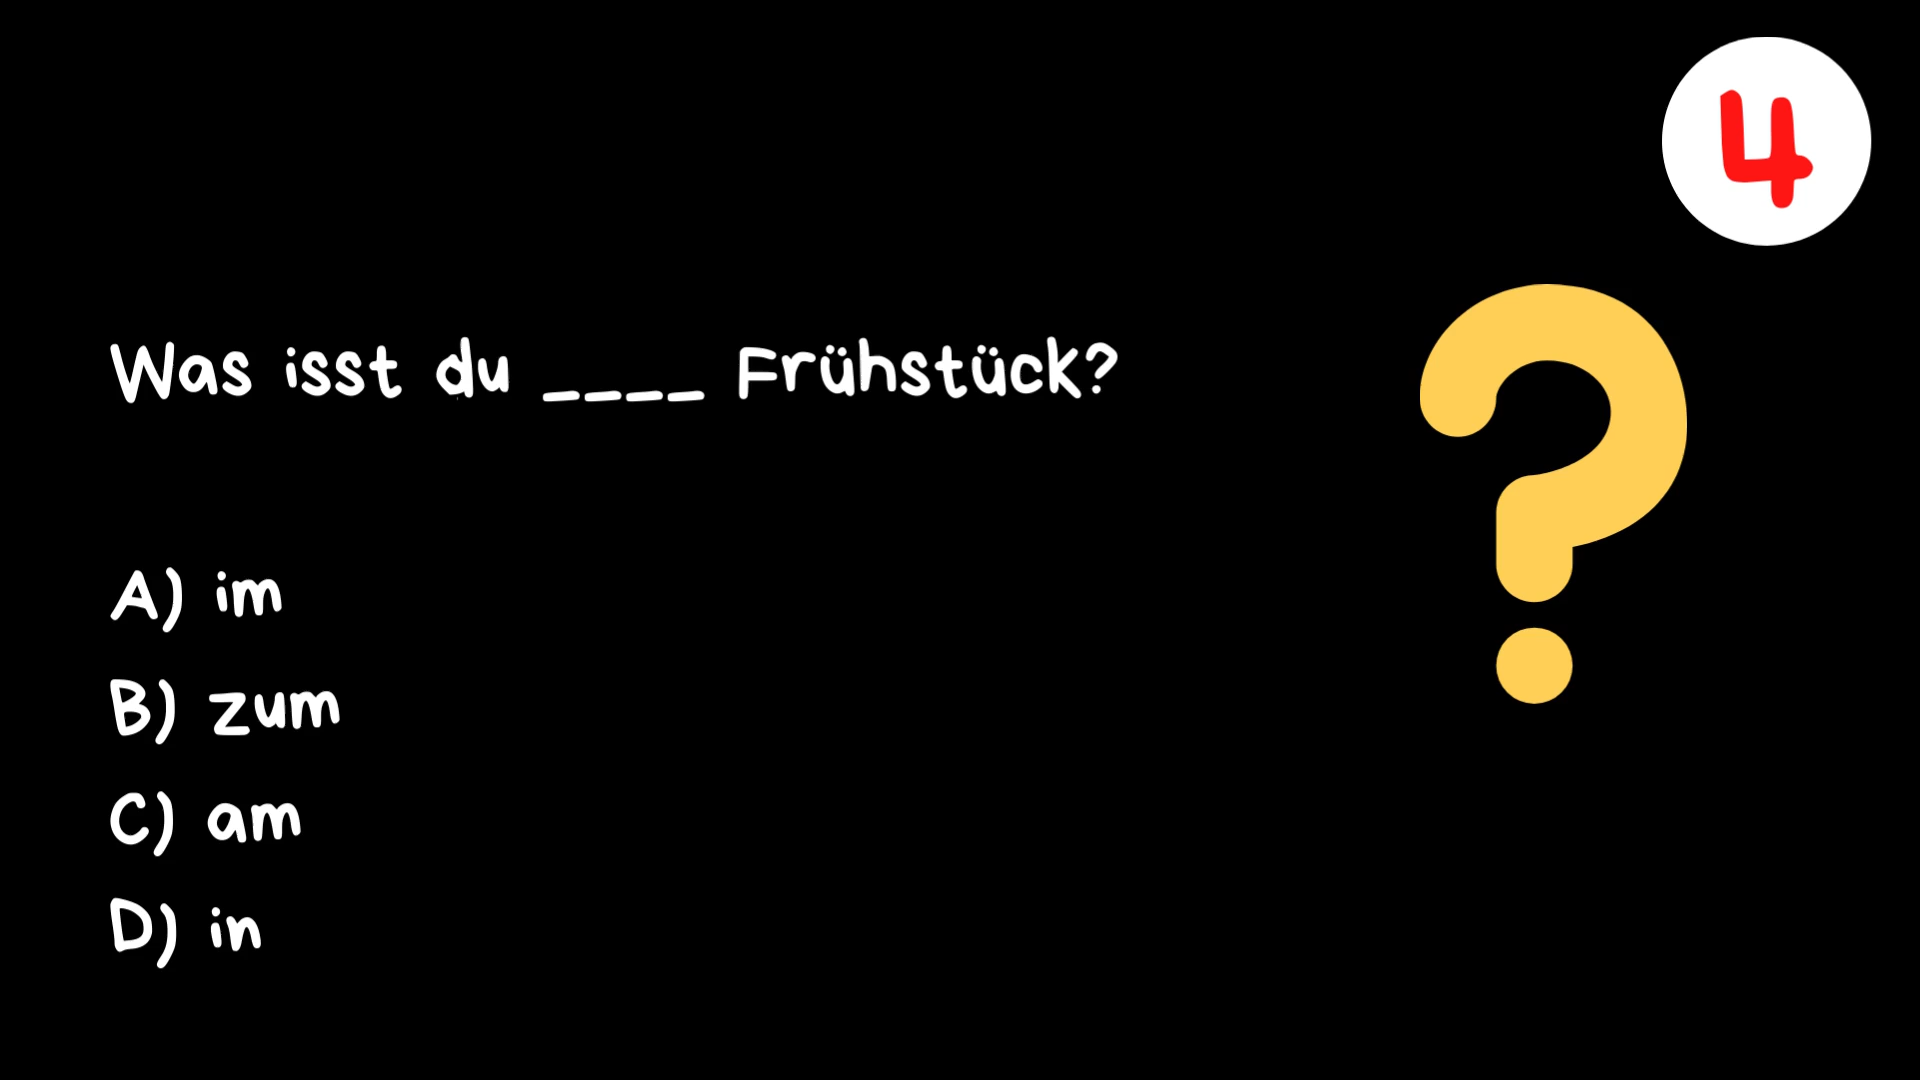 4
Was isst du ____ Frühstück?
A) im
B) zum
C) am
D) in